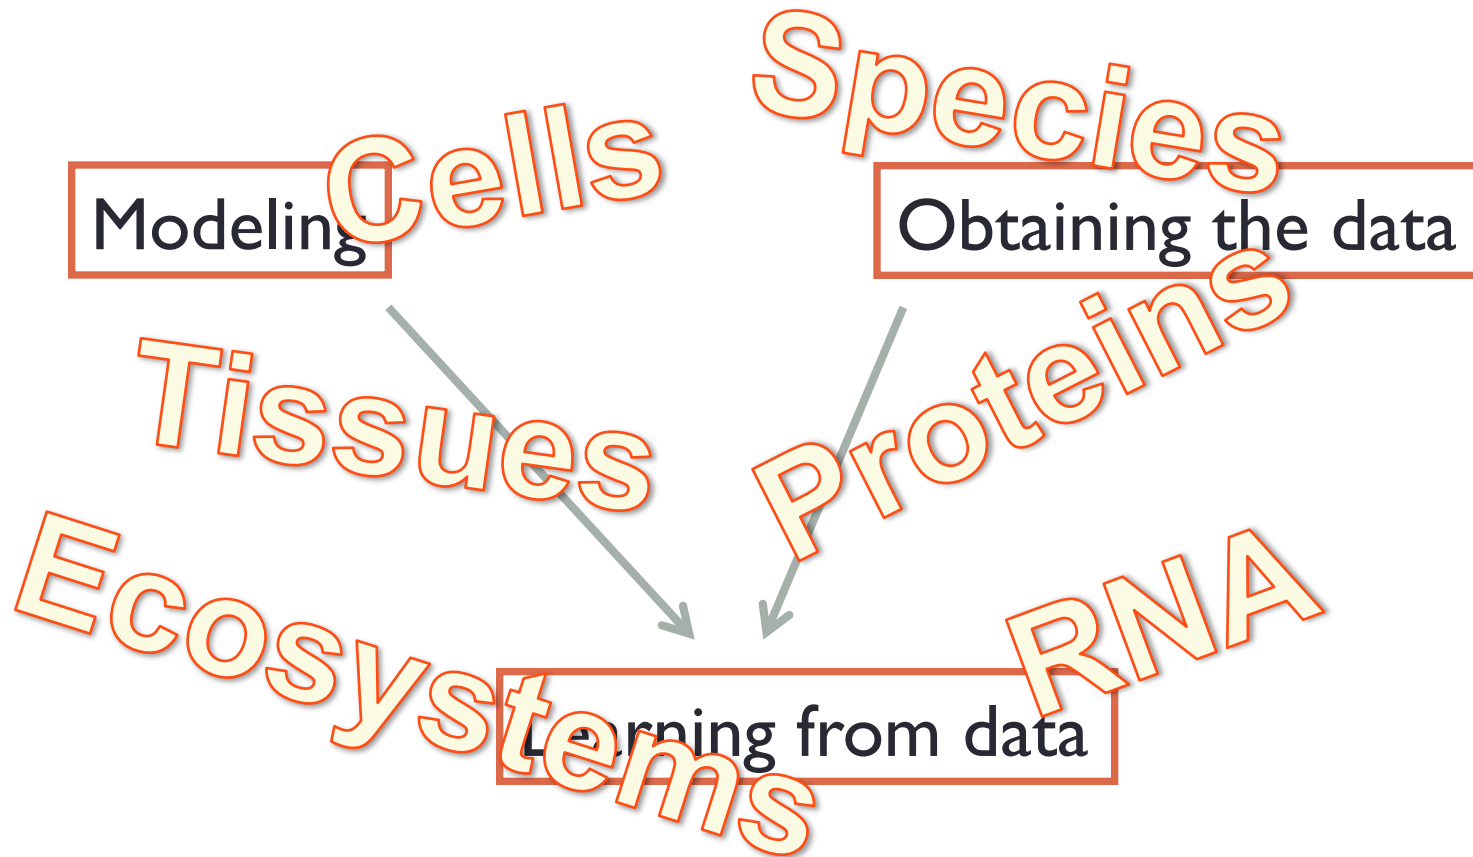 Species
Cells
Modeling
Obtaining the data
Tissues
Proteins
Ecosystems
RNA
Learning from data